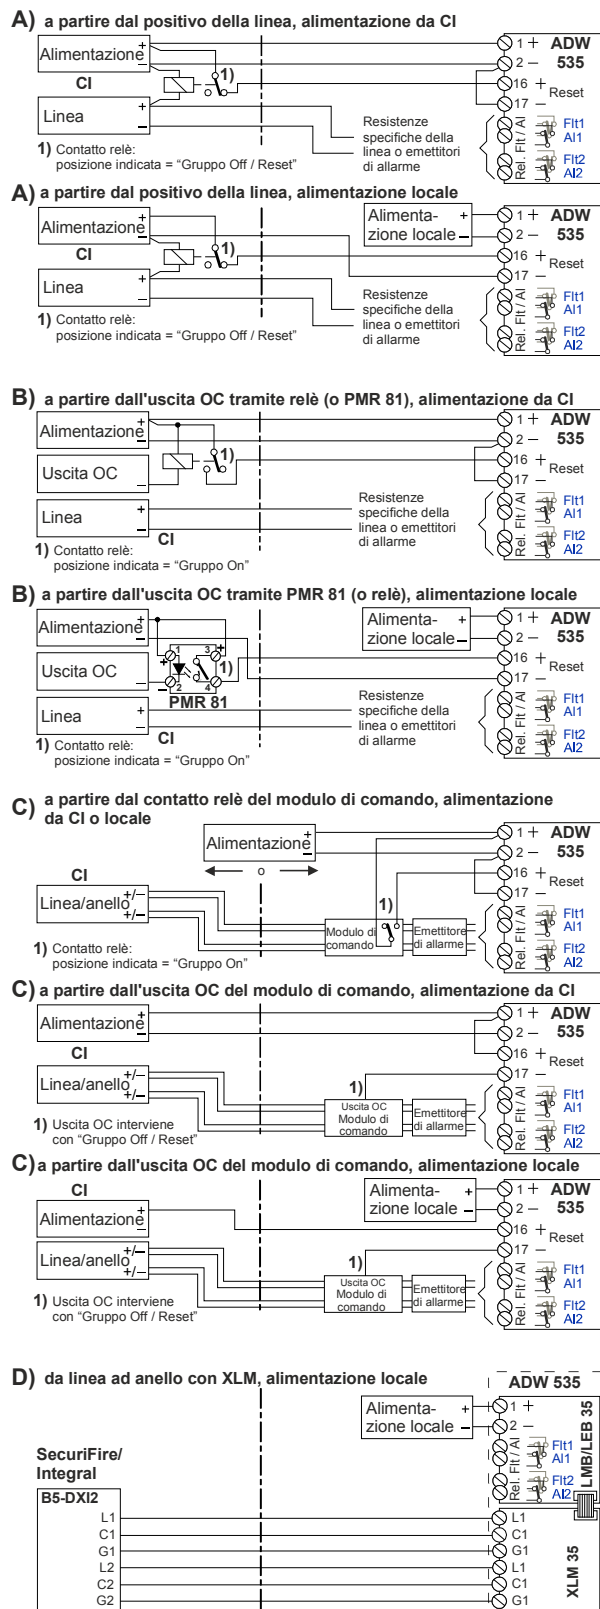 A) a partire dal positivo della linea, alimentazione da CI
Alimentazione + –
CI
Linea + –
1)
1) Contatto relè:
posizione indicata = “Gruppo Off / Reset”
Resistenze
specifiche della
linea o emettitori
di allarme
1 + ADW
2 – 535
16 + Reset
17 –
Rel. Flt / Al
Flt1
Al1
Flt2
Al2
A) a partire dal positivo della linea, alimentazione locale
Alimentazione + –
CI
Linea + –
1)
1) Contatto relè:
posizione indicata = “Gruppo Off / Reset”
Alimenta- +
zione locale –
Resistenze
specifiche della
linea o emettitori
di allarme
1 + ADW
2 – 535
16 + Reset
17 –
Rel. Flt / Al
Flt1
Al1
Flt2
Al2
B) a partire dall'uscita OC tramite relè (o PMR 81), alimentazione da CI
Alimentazione + –
Uscita OC –
Linea + –
CI
1)
1) Contatto relè:
posizione indicata = “Gruppo On”
Resistenze
specifiche della
linea o emettitori
di allarme
1 + ADW
2 – 535
16 + Reset
17 –
Rel. Flt / Al
Flt1
Al1
Flt2
Al2
B) a partire dall'uscita OC tramite PMR 81 (o relè), alimentazione locale
Alimentazione + –
Uscita OC –
Linea + –
CI
+ 1 3 +
– 2 4
1)
PMR 81
1) Contatto relè:
posizione indicata = “Gruppo On”
Alimenta- +
zione locale –
Resistenze
specifiche della
linea o emettitori
di allarme
1 + ADW
2 – 535
16 + Reset
17 –
Rel. Flt / Al
Flt1
Al1
Flt2
Al2
C) a partire dal contatto relè del modulo di comando, alimentazione
da CI o locale
Alimentazione + –
o
CI
Linea/anello +/– +/–
1)
Modulo di
comando
Emettitore
di allarme
1) Contatto relè:
posizione indicata = “Gruppo On”
1 + ADW
2 – 535
16 + Reset
17 –
Rel. Flt / Al
Flt1
Al1
Flt2
Al2
C) a partire dall'uscita OC del modulo di comando, alimentazione da CI
Alimentazione + –
CI
Linea/anello +/– +/–
1)
Uscita OC
Modulo di
comando
Emettitore
di allarme
1) Uscita OC interviene
con “Gruppo Off / Reset”
1 + ADW
2 – 535
16 + Reset
17 –
Rel. Flt / Al
Flt1
Al1
Flt2
Al2
C) a partire dall'uscita OC del modulo di comando, alimentazione locale
CI
Alimentazione + –
Linea/anello +/– +/–
1)
Uscita OC
Modulo di
comando
Emettitore
di allarme
1) Uscita OC interviene
con “Gruppo Off / Reset”
Alimenta- +
zione locale –
1 + ADW
2 – 535
16 + Reset
17 –
Rel. Flt / Al
Flt1
Al1
Flt2
Al2
D) da linea ad anello con XLM, alimentazione locale
ADW 535
Alimenta- +
zione locale –
1 +
2 –
Rel. Flt / Al
Flt1
Al1
Flt2
Al2
LMB/LEB 35
SecuriFire/
Integral
B5-DXI2
L1 L1
C1 C1
G1 G1
L2 L1
C2 C1
G2 G1
XLM 35